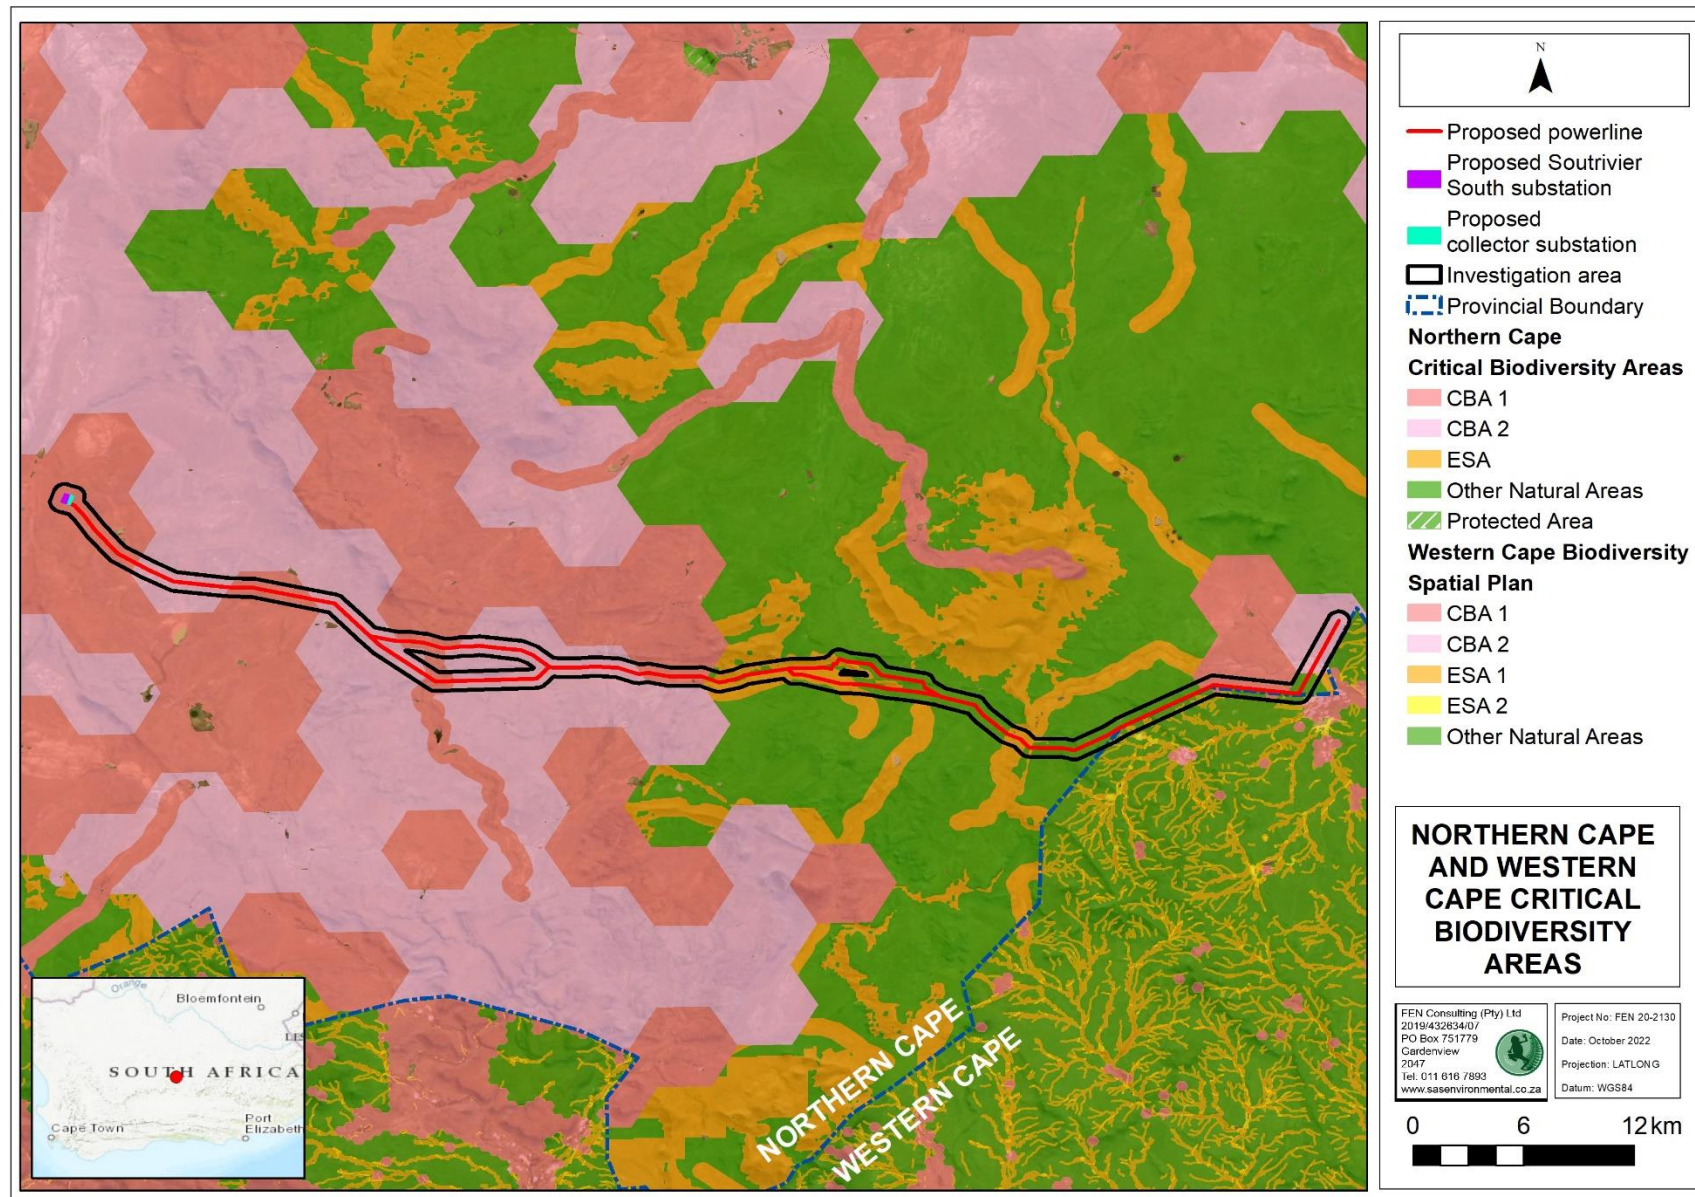 N
Proposed powerline
Proposed Soutrivier
South substation
Proposed
collector substation
Investigation area
Provincial Boundary
Northern Cape
Critical Biodiversity Areas
CBA 1
CBA 2
ESA
Other Natural Areas
Protected Area
Western Cape Biodiversity
Spatial Plan
CBA 1
CBA 2
ESA 1
ESA 2
Other Natural Areas
NORTHERN CAPE
AND WESTERN
CAPE CRITICAL
BIODIVERSITY
AREAS
FEN Consulting (Pty) Ltd
2019/432634/07
PO Box 751779
Gardenview
2047
Tel: 011 616 7893
www.sasenvironmental.co.za
Project No: FEN 20-2130
Date: October 2022
Projection: LATLONG
Datum: WGS84
0 6 12 km
NORTHERN CAPE
WESTERN CAPE
Orange
Bloemfontein
LES
SOUTH AFRICA
Port
Elizabeth
Cape Town